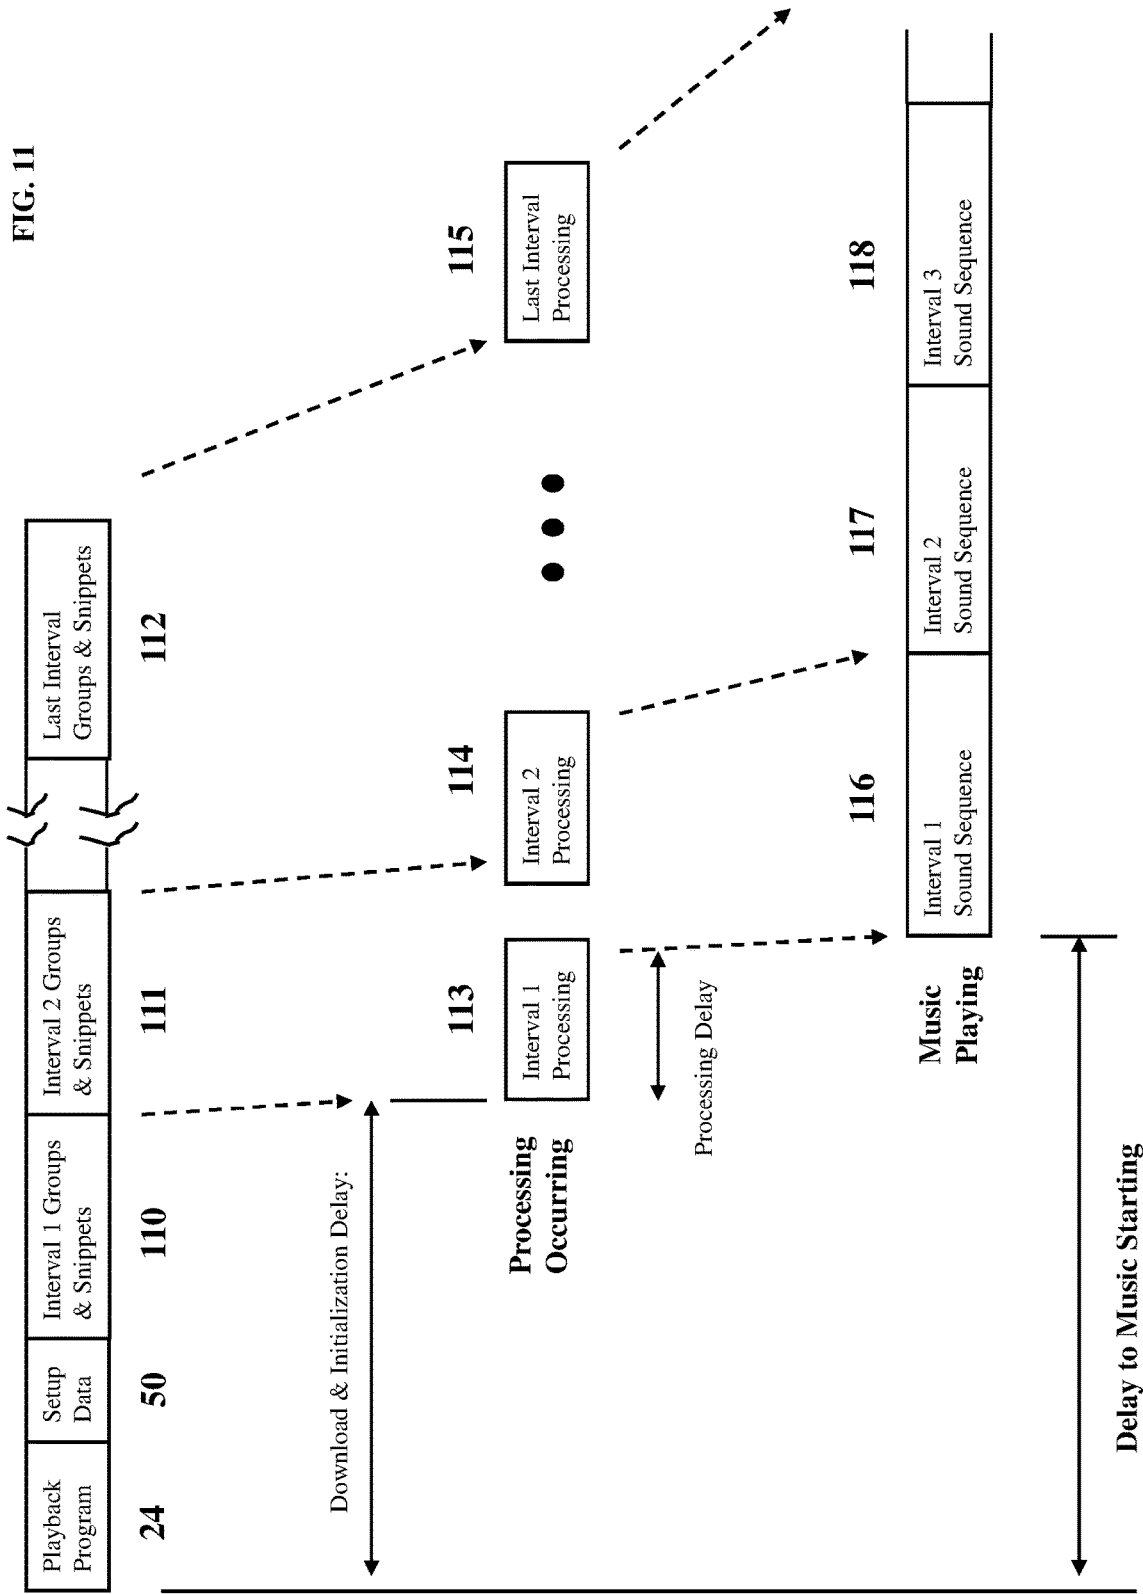 FIG. 11
Playback
Program
Setup
Data
Interval 1 Groups
& Snippets
Interval 2 Groups
& Snippets
Last Interval
Groups & Snippets
24
50
110
111
112
Download & Initialization Delay:
113
114
115
Processing
Occurring
Interval 1
Processing
Interval 2
Processing
Last Interval
Processing
Processing Delay
116
117
118
Music
Playing
Interval 1
Sound Sequence
Interval 2
Sound Sequence
Interval 3
Sound Sequence
Delay to Music Starting